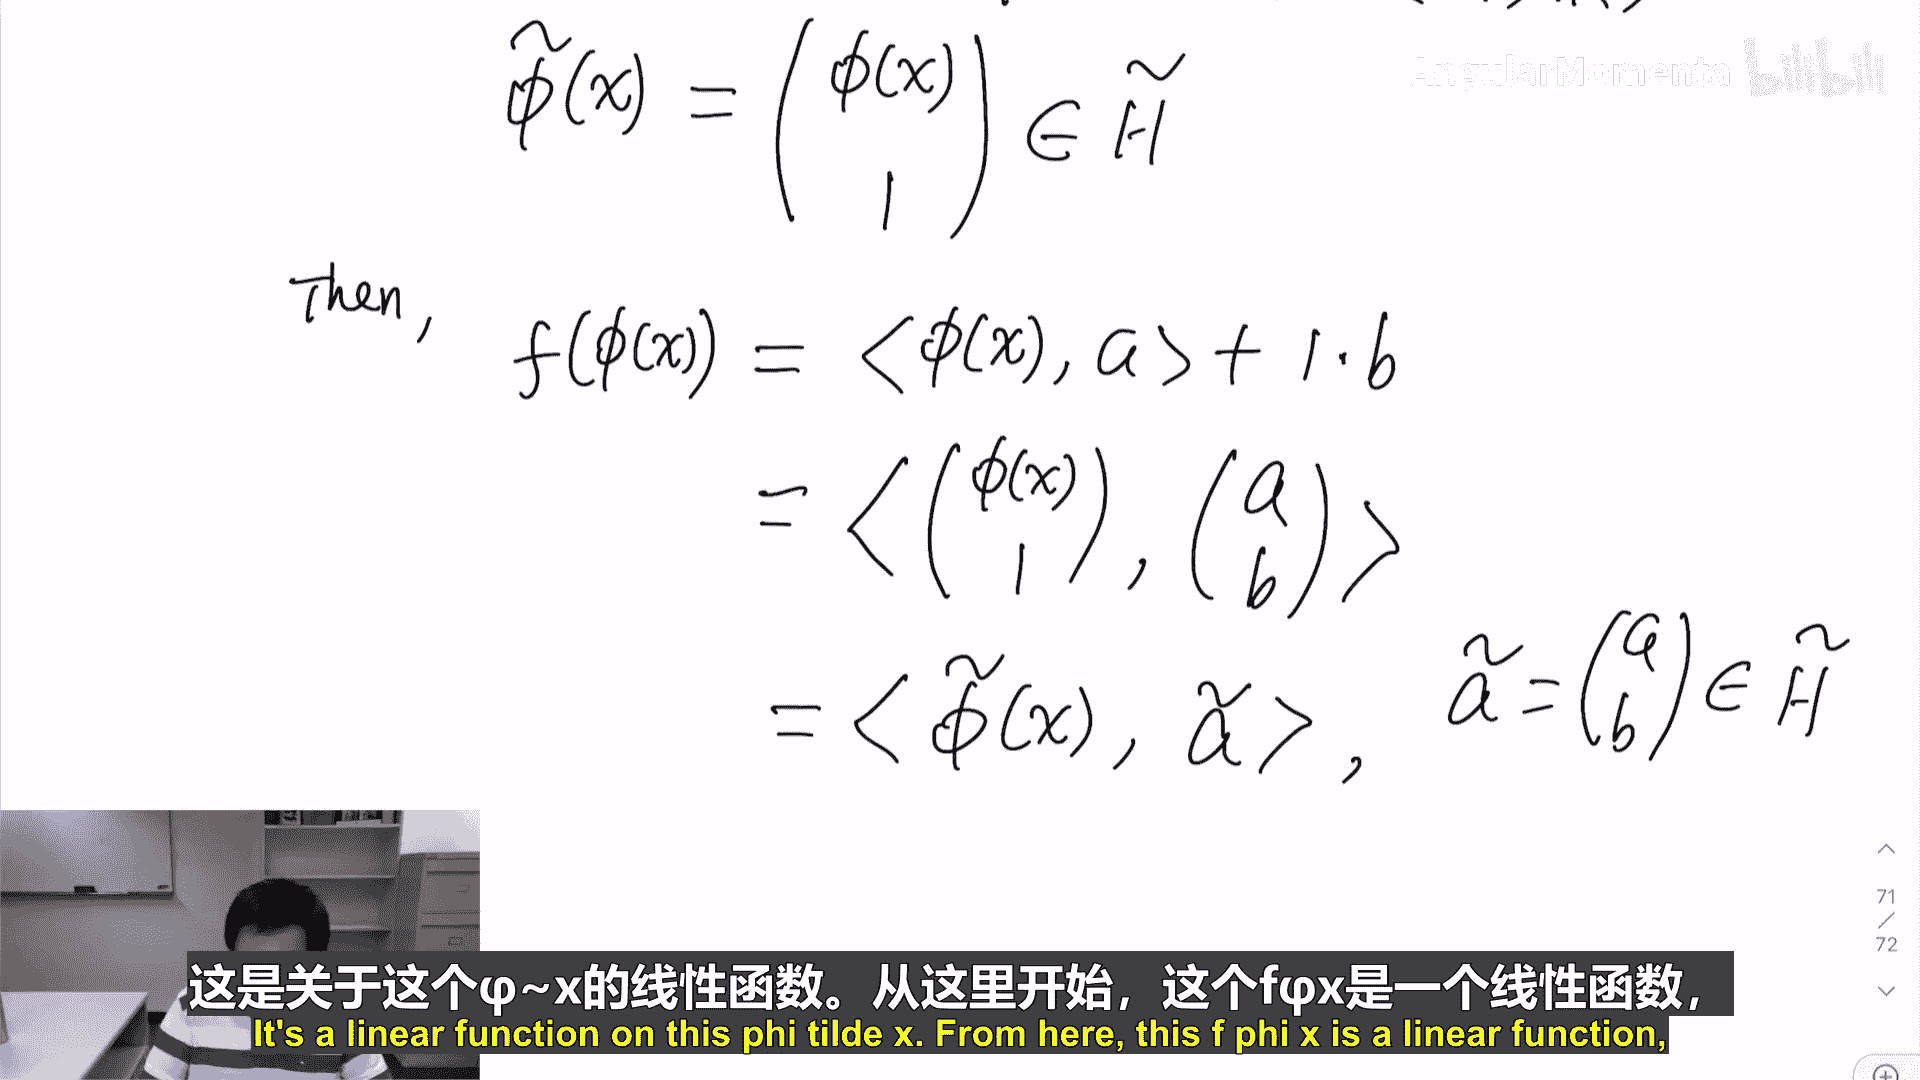 AngularMomenta bilibili
φ̃(x) = (φ(x) 1) ∈ H̃
Then, f(φ(x)) = <φ(x), a> + 1·b
= <(φ(x) 1), (a b)>
= <φ̃(x), ã>, ã = (a b) ∈ H̃
71
/
72
这是关于这个φ~x的线性函数。从这里开始，这个fφx是一个线性函数，
It's a linear function on this phi tilde x. From here, this f phi x is a linear function,